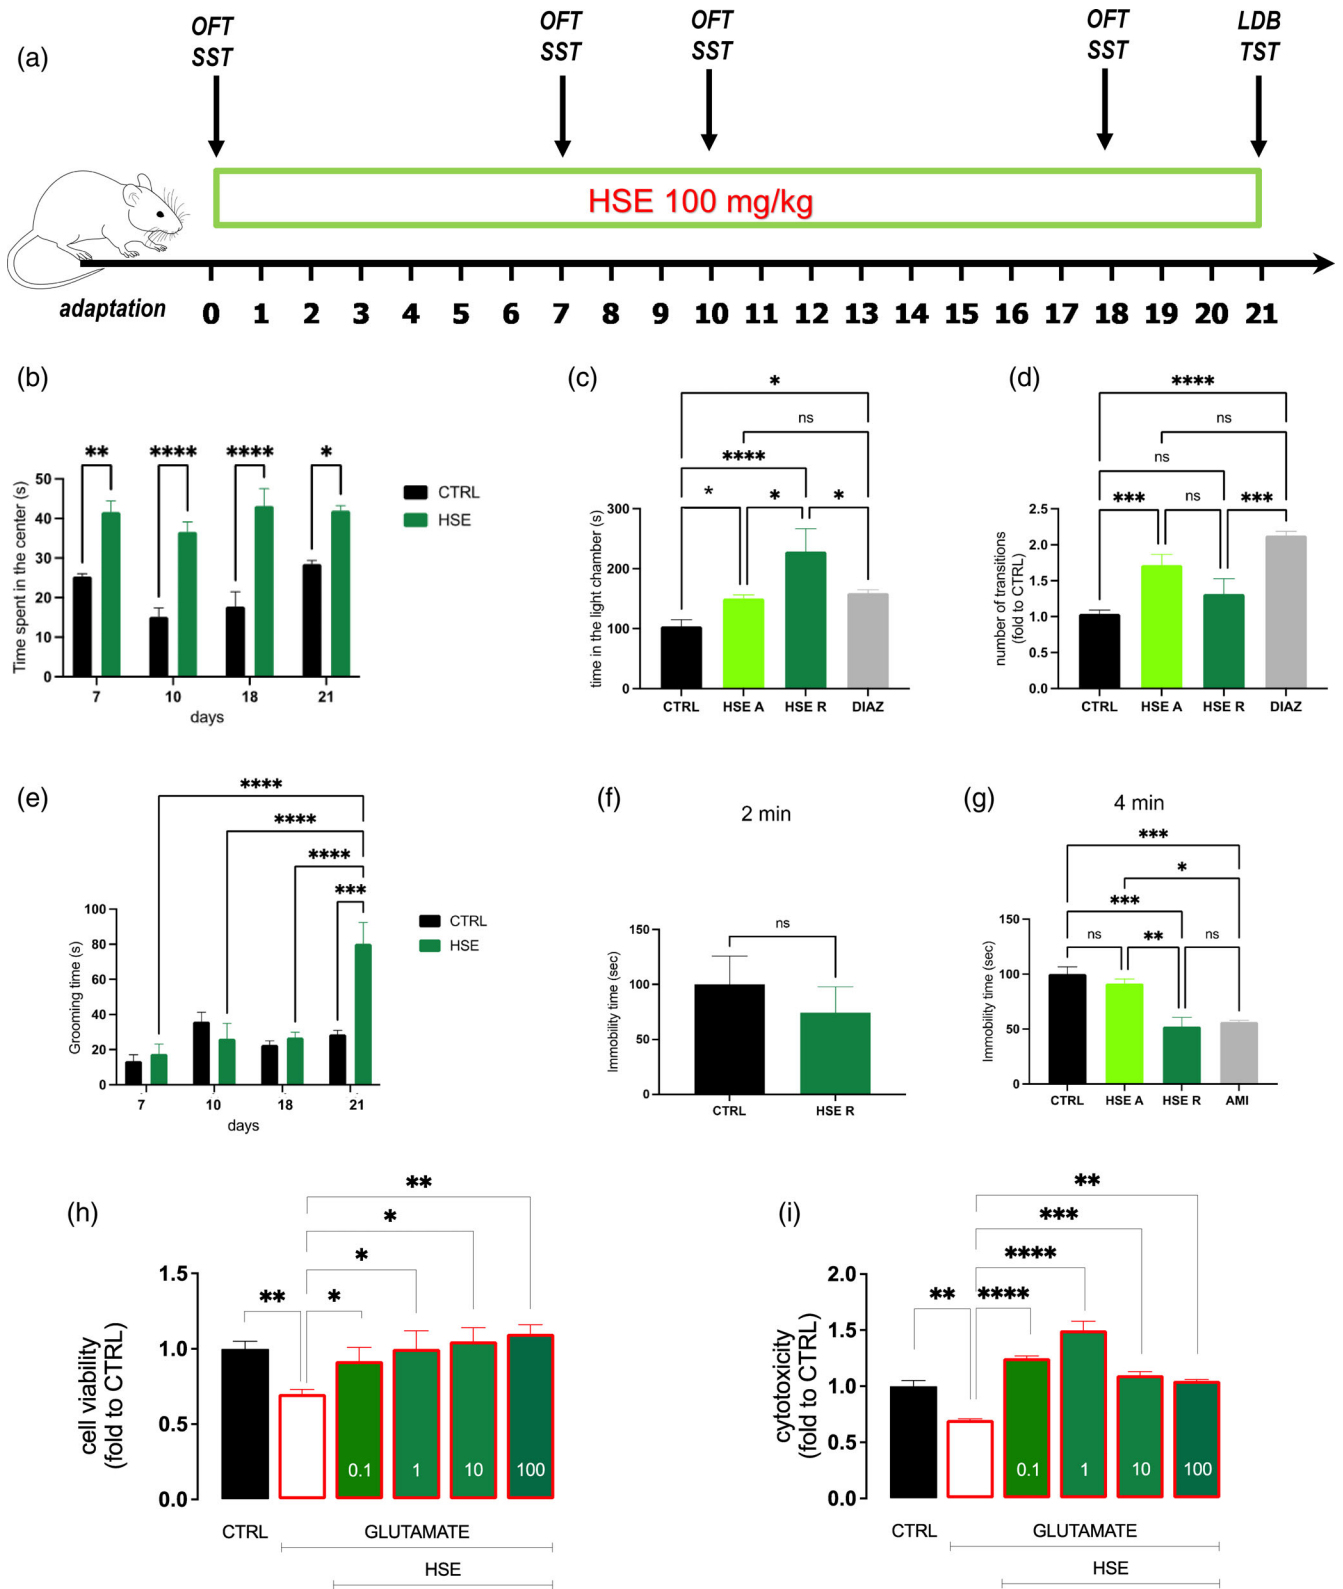 (a)
OFT
SST
OFT
SST
OFT
SST
OFT
SST
LDB
TST
HSE 100 mg/kg
adaptation
0 1 2 3 4 5 6 7 8 9 10 11 12 13 14 15 16 17 18 19 20 21
(b)
** **** **** *
Time spent in the center (s)
50
40
30
20
10
0
7 10 18 21
days
CTRL
HSE
(c)
*
ns
****
* * *
time in the light chamber (s)
300
200
100
0
CTRL HSE A HSE R DIAZ
(d)
****
ns
ns
*** ns ***
number of transitions
(fold to CTRL)
2.5
2.0
1.5
1.0
0.5
0.0
CTRL HSE A HSE R DIAZ
(e)
****
****
****
***
Grooming time (s)
100
80
60
40
20
0
7 10 18 21
days
CTRL
HSE
(f)
2 min
ns
Immobility time (sec)
150
100
50
0
CTRL HSE R
(g)
4 min
***
*
***
ns ** ns
Immobility time (sec)
150
100
50
0
CTRL HSE A HSE R AMI
(h)
**
*
*
** *
cell viability
(fold to CTRL)
1.5
1.0
0.5
0.0
0.1 1 10 100
CTRL GLUTAMATE
HSE
(i)
**
***
****
** ****
cytotoxicity
(fold to CTRL)
2.0
1.5
1.0
0.5
0.0
0.1 1 10 100
CTRL GLUTAMATE
HSE